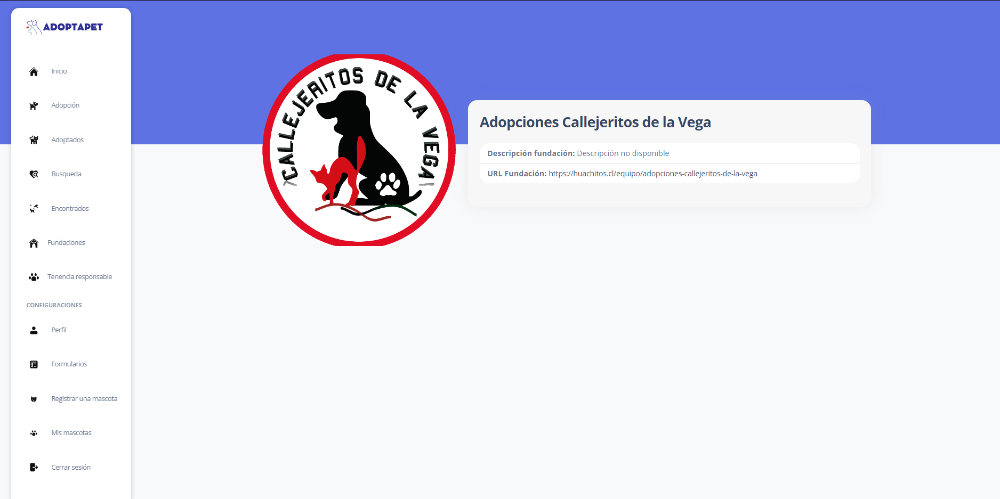 ADOPTAPET
Inicio
Adopción
Adoptados
Busqueda
Encontrados
Fundaciones
Tenencia responsable
CONFIGURACIONES
Perfil
Formularios
Registrar una mascota
Mis mascotas
Cerrar sesión
CALLEJERITOS DE LA VEGA
Adopciones Callejeritos de la Vega
Descripción fundación: Descripción no disponible
URL Fundación: https://huachitos.cl/equipo/adopciones-callejeritos-de-la-vega